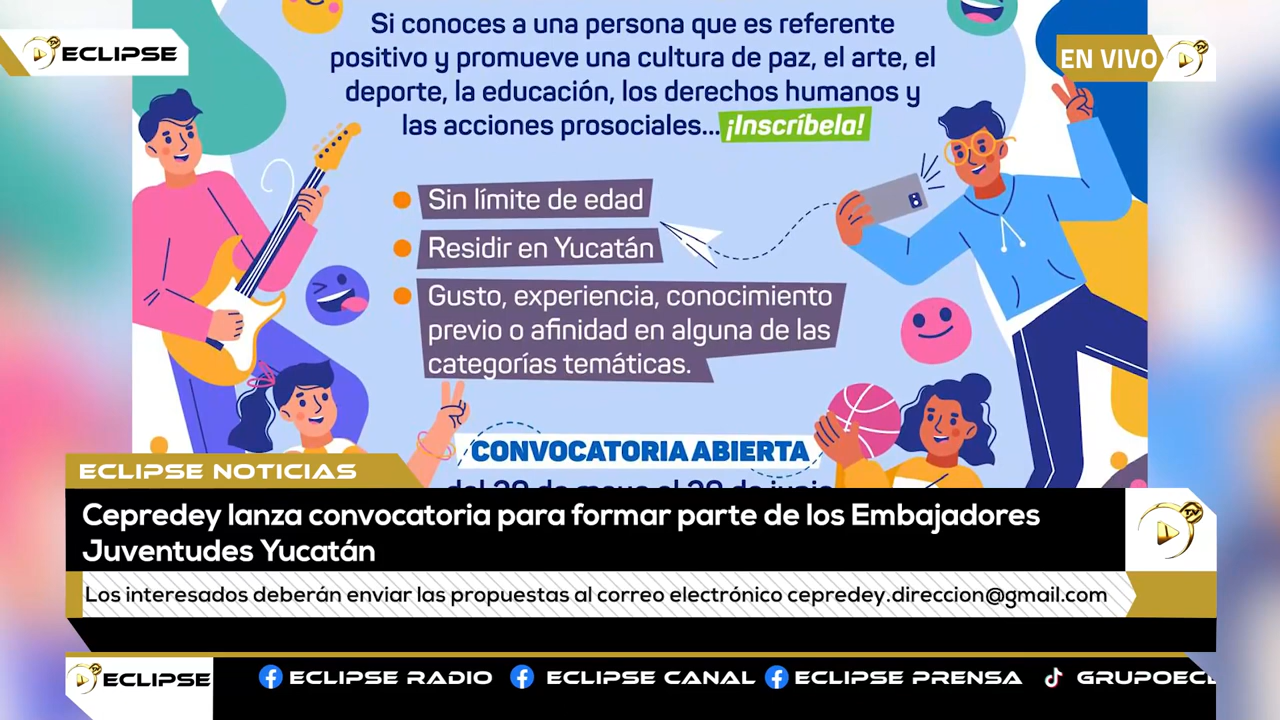 Si conoces a una persona que es referente
positivo y promueve una cultura de paz, el arte, el
deporte, la educación, los derechos humanos y
las acciones prosociales... ¡Inscríbela!
ECLIPSE
EN VIVO
Sin límite de edad
Residir en Yucatán
Gusto, experiencia, conocimiento
previo o afinidad en alguna de las
categorías temáticas.
CONVOCATORIA ABIERTA
ECLIPSE NOTICIAS
Cepredey lanza convocatoria para formar parte de los Embajadores
Juventudes Yucatán
Los interesados deberán enviar las propuestas al correo electrónico cepredey.direccion@gmail.com
ECLIPSE
ECLIPSE RADIO ECLIPSE CANAL ECLIPSE PRENSA